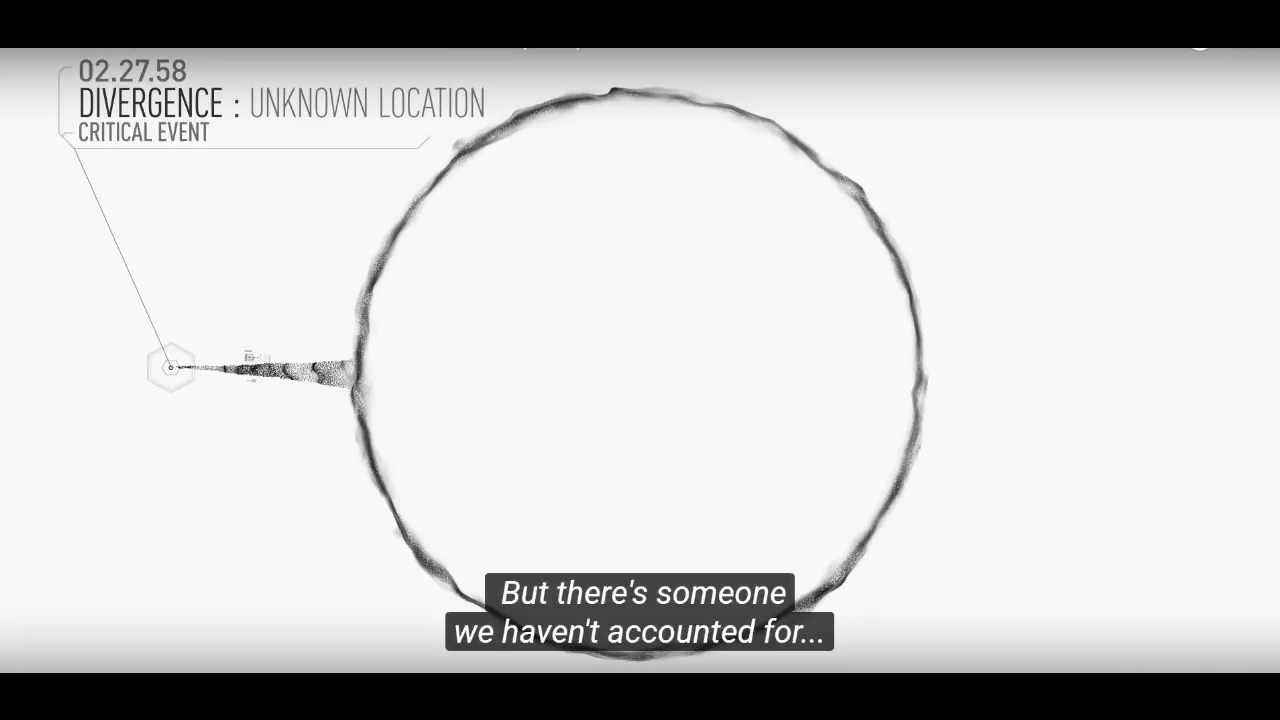 02.27.58
DIVERGENCE : UNKNOWN LOCATION
CRITICAL EVENT
But there's someone
we haven't accounted for...